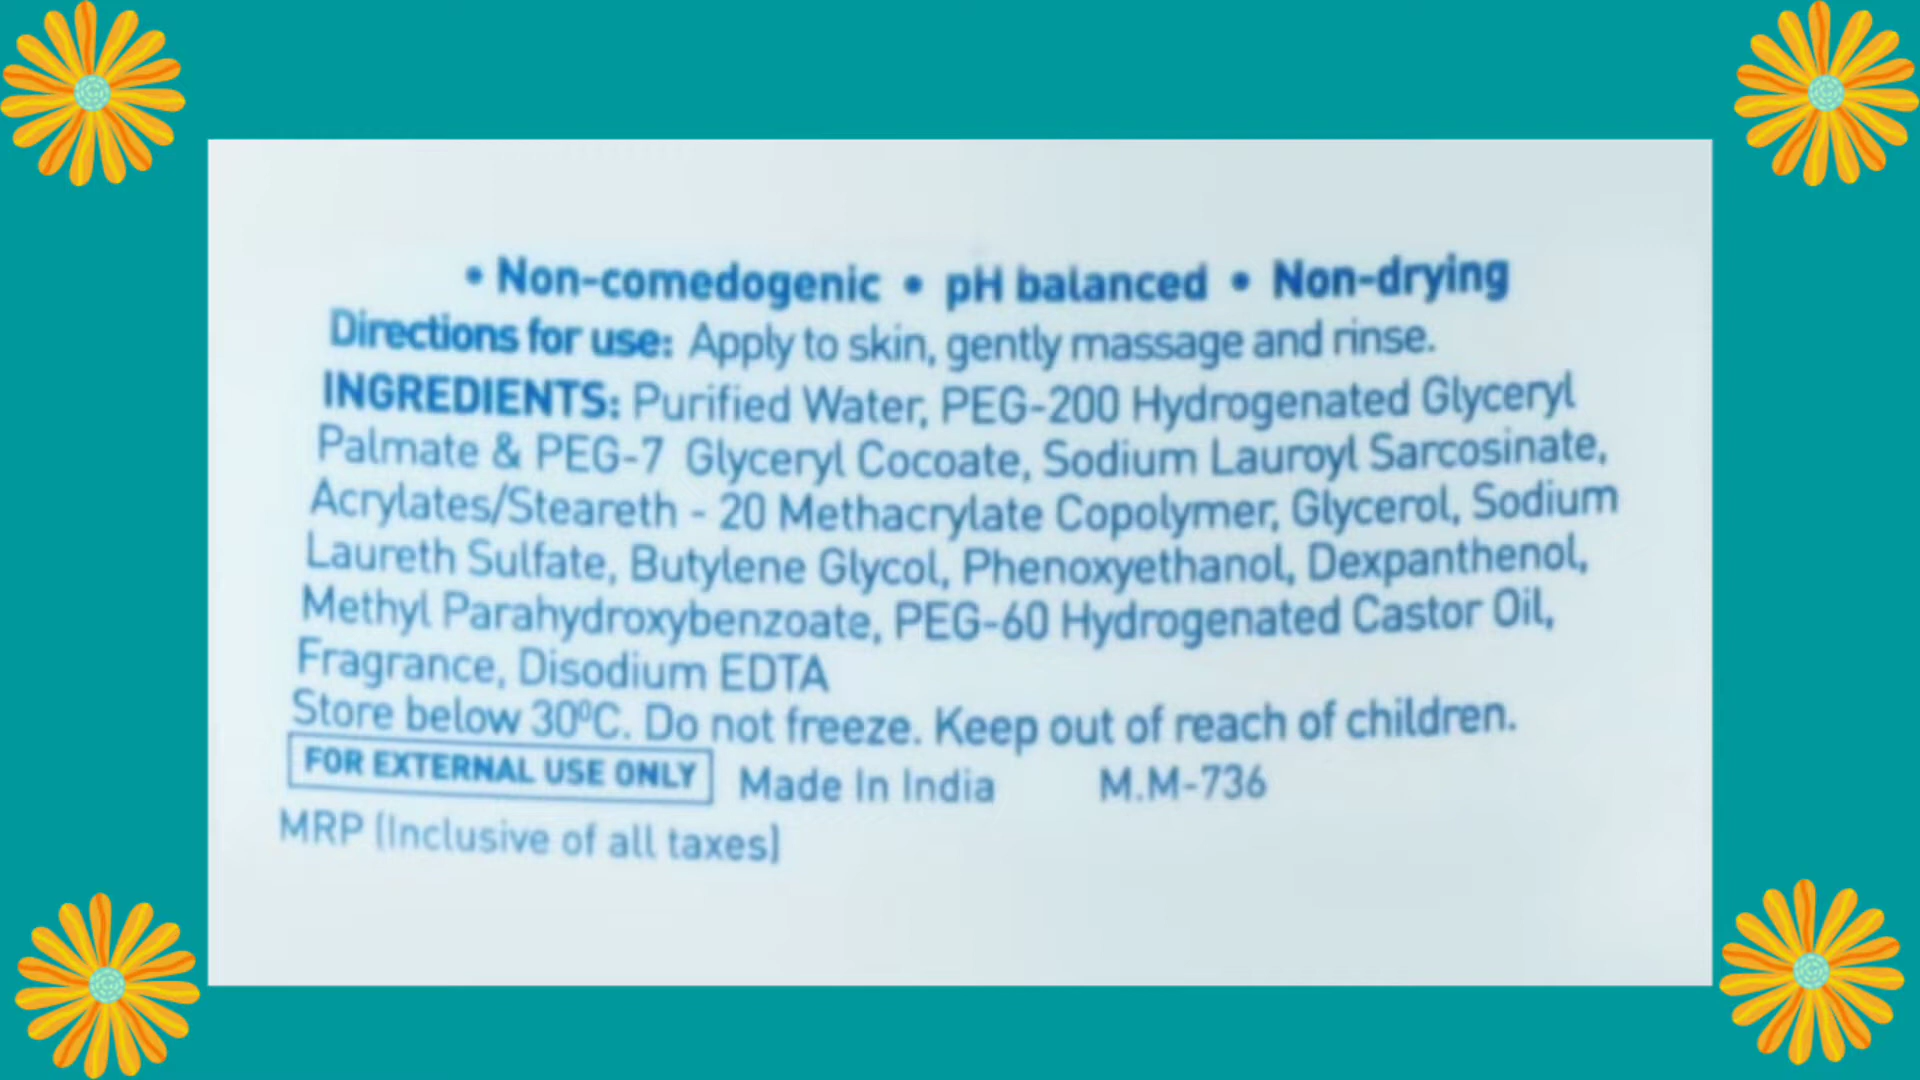 • Non-comedogenic • pH balanced • Non-drying
Directions for use: Apply to skin, gently massage and rinse.
INGREDIENTS: Purified Water, PEG-200 Hydrogenated Glyceryl
Palmate & PEG-7 Glyceryl Cocoate, Sodium Lauroyl Sarcosinate,
Acrylates/Steareth - 20 Methacrylate Copolymer, Glycerol, Sodium
Laureth Sulfate, Butylene Glycol, Phenoxyethanol, Dexpanthenol,
Methyl Parahydroxybenzoate, PEG-60 Hydrogenated Castor Oil,
Fragrance, Disodium EDTA
Store below 30⁰C. Do not freeze. Keep out of reach of children.
FOR EXTERNAL USE ONLY Made In India M.M-736
MRP (Inclusive of all taxes)